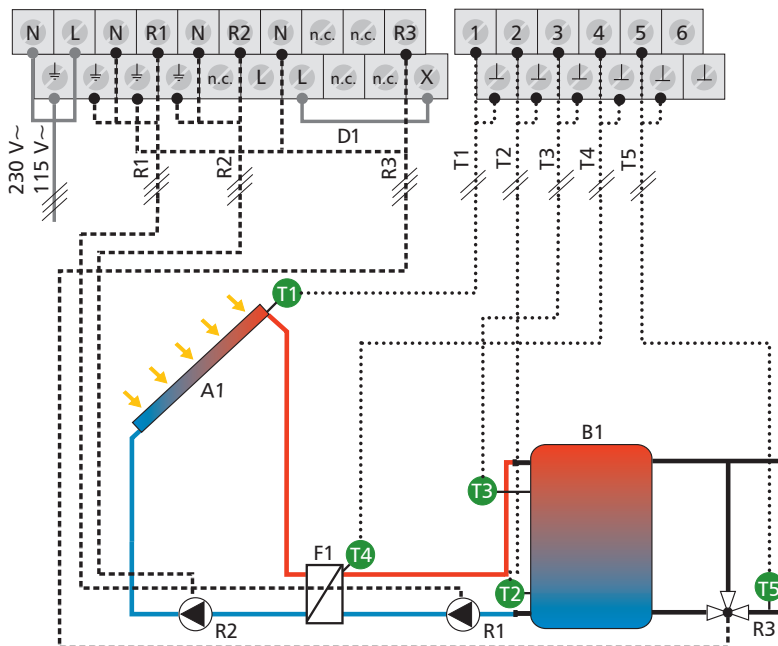 N L N R1 N R2 N n.c. n.c. R3
1 2 3 4 5 6
n.c. L L n.c. n.c. X
D1
230 V~
115 V~
R1
R2
R3
T1
T2
T3
T4
T5
T1
A1
B1
T3
F1
T4
T2
T5
R2
R1
R3